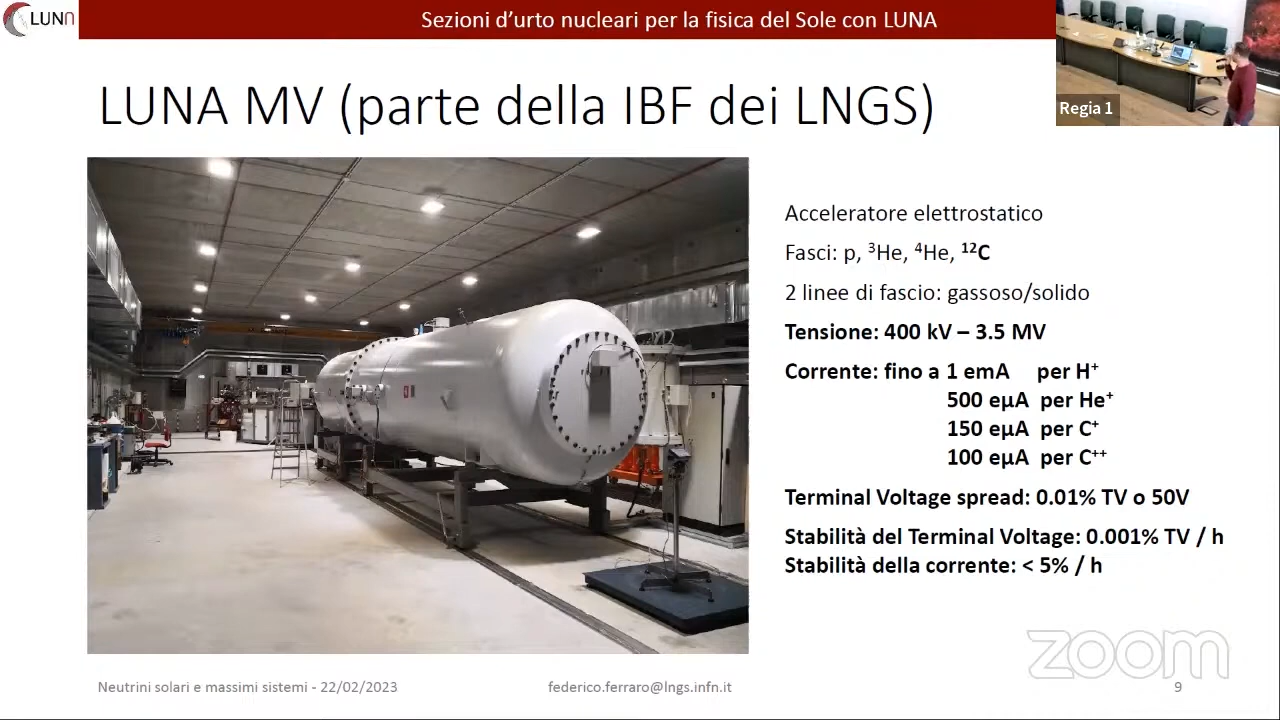 LUNA
Sezioni d'urto nucleari per la fisica del Sole con LUNA
Regia 1
LUNA MV (parte della IBF dei LNGS)
Acceleratore elettrostatico
Fasci: p, ³He, ⁴He, ¹²C
2 linee di fascio: gassoso/solido
Tensione: 400 kV – 3.5 MV
Corrente: fino a 1 emA per H⁺
500 eµA per He⁺
150 eµA per C⁺
100 eµA per C⁺⁺
Terminal Voltage spread: 0.01% TV o 50V
Stabilità del Terminal Voltage: 0.001% TV / h
Stabilità della corrente: < 5% / h
zoom
Neutrini solari e massimi sistemi - 22/02/2023
federico.ferraro@lngs.infn.it
9